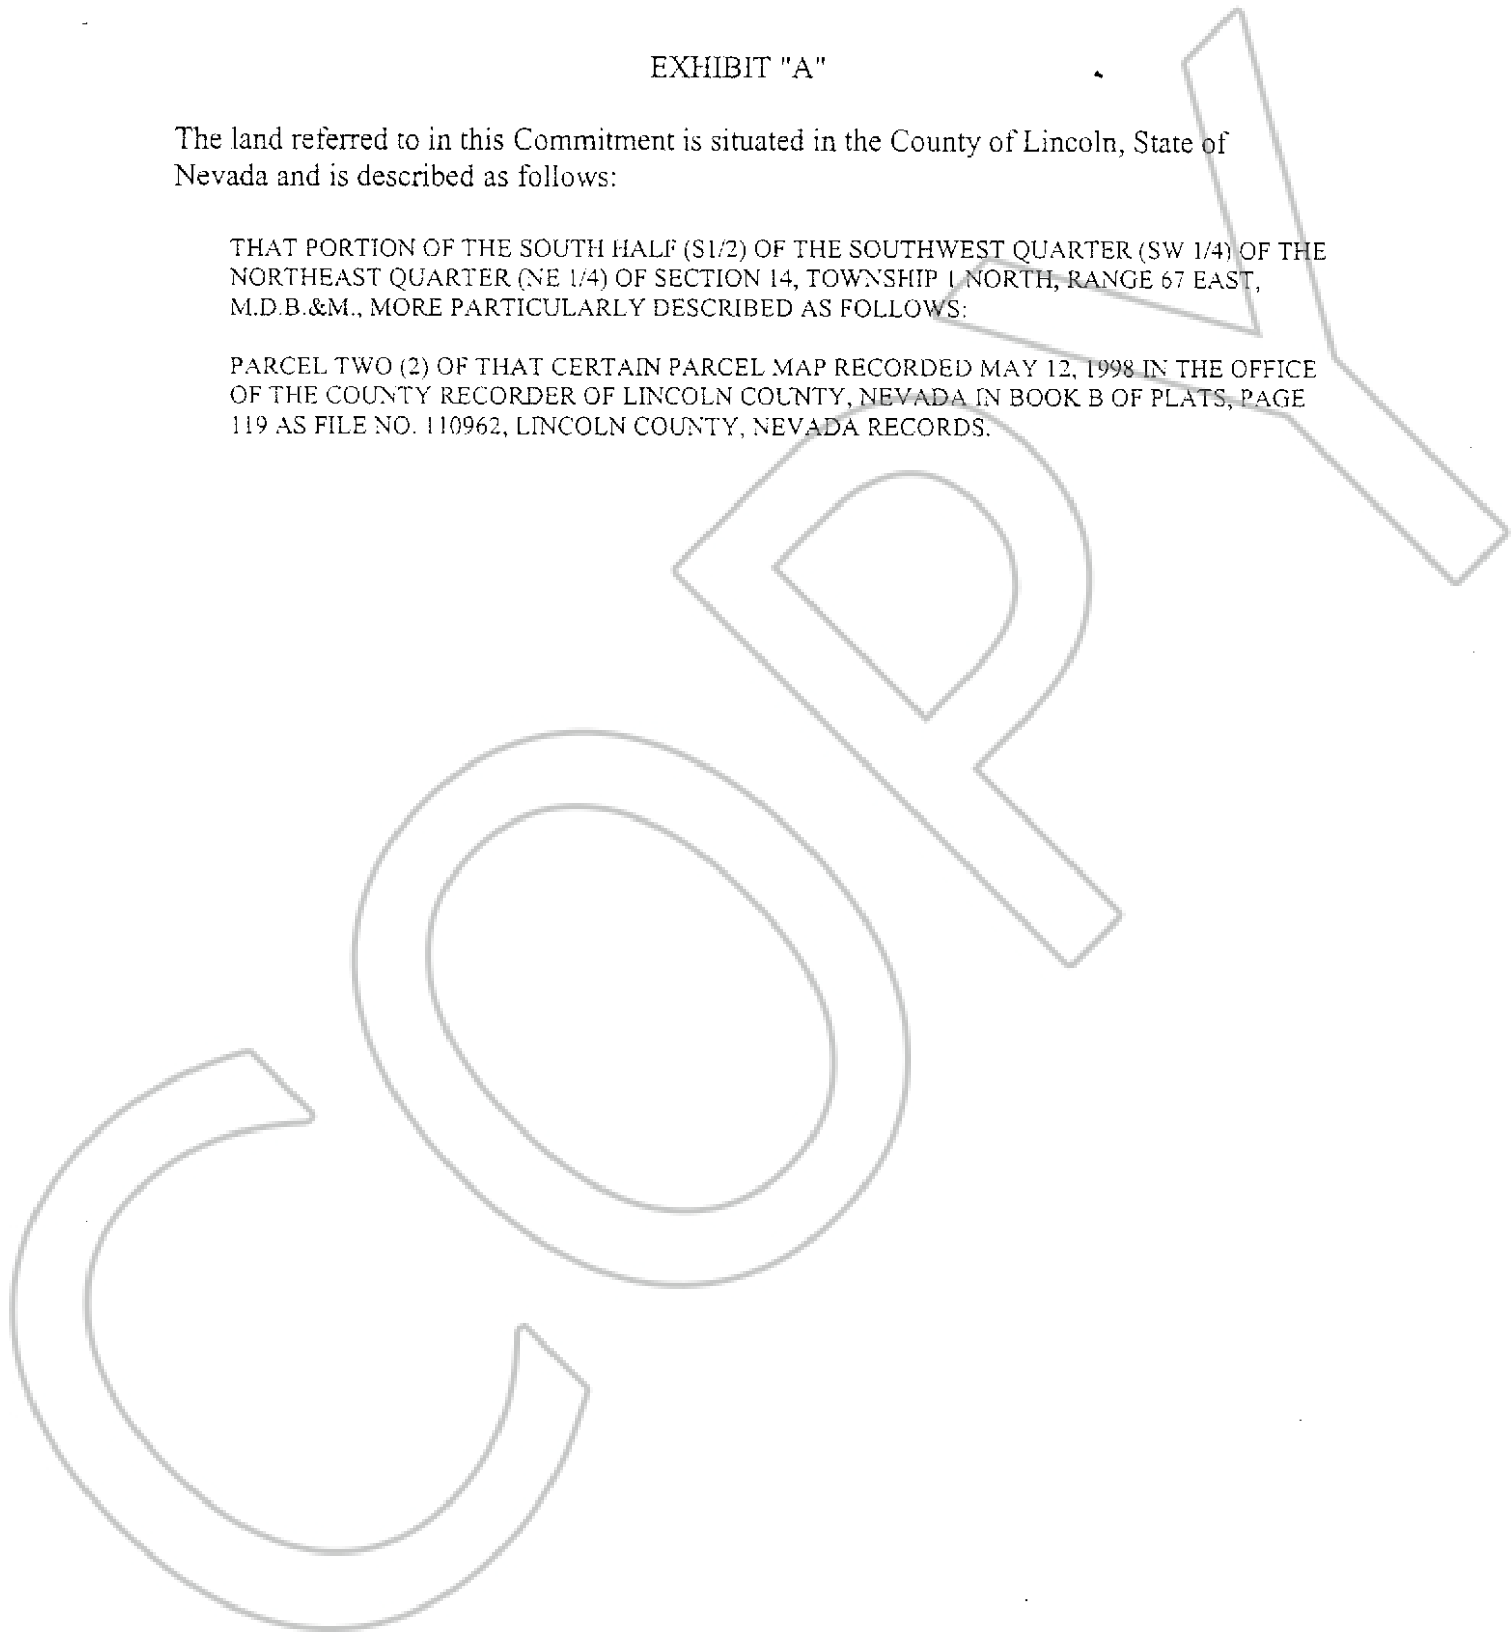 EXHIBIT "A"
The land referred to in this Commitment is situated in the County of Lincoln, State of
Nevada and is described as follows:
THAT PORTION OF THE SOUTH HALF (S1/2) OF THE SOUTHWEST QUARTER (SW 1/4) OF THE
NORTHEAST QUARTER (NE 1/4) OF SECTION 14, TOWNSHIP 1 NORTH, RANGE 67 EAST,
M.D.B.&M., MORE PARTICULARLY DESCRIBED AS FOLLOWS:
PARCEL TWO (2) OF THAT CERTAIN PARCEL MAP RECORDED MAY 12, 1998 IN THE OFFICE
OF THE COUNTY RECORDER OF LINCOLN COUNTY, NEVADA IN BOOK B OF PLATS, PAGE
119 AS FILE NO. 110962, LINCOLN COUNTY, NEVADA RECORDS.
COPY